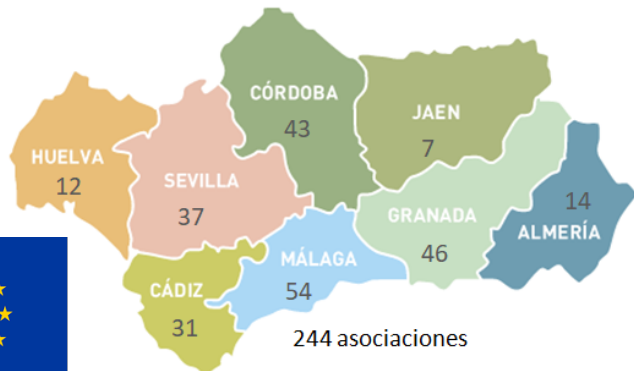 CÓRDOBA
43
JAEN
7
HUELVA
12
SEVILLA
37
GRANADA
46
14
ALMERÍA
MÁLAGA
54
CÁDIZ
31
244 asociaciones